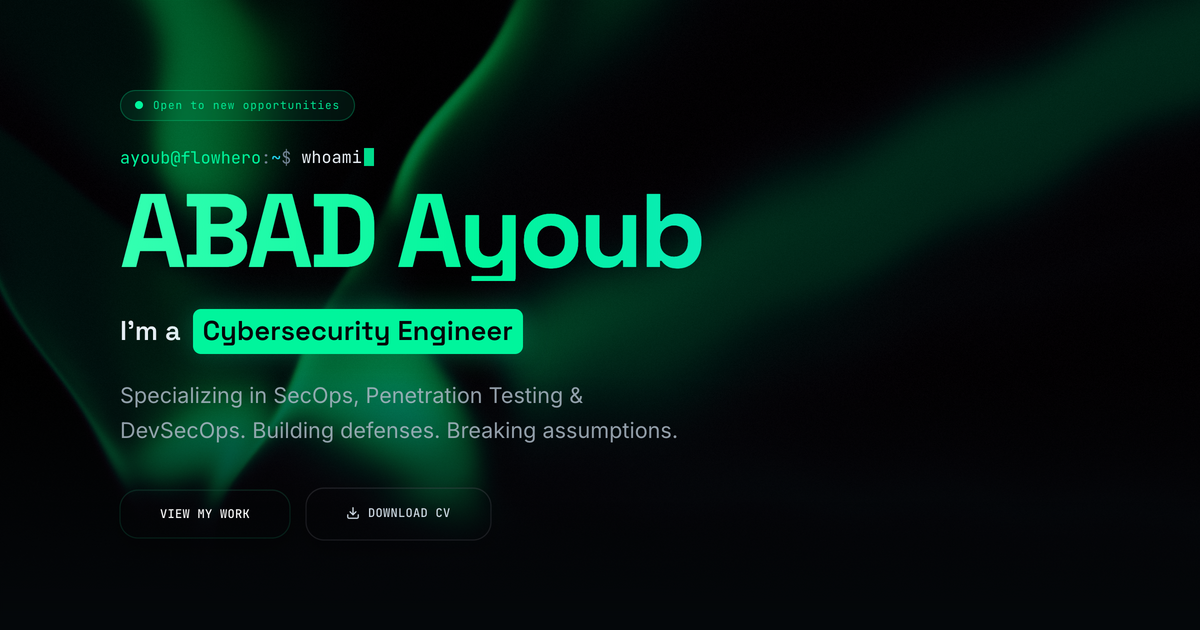 Open to new opportunities
ayoub@flowhero:~$ whoami
ABAD Ayoub
I'm a Cybersecurity Engineer
Specializing in SecOps, Penetration Testing &
DevSecOps. Building defenses. Breaking assumptions.
VIEW MY WORK
DOWNLOAD CV